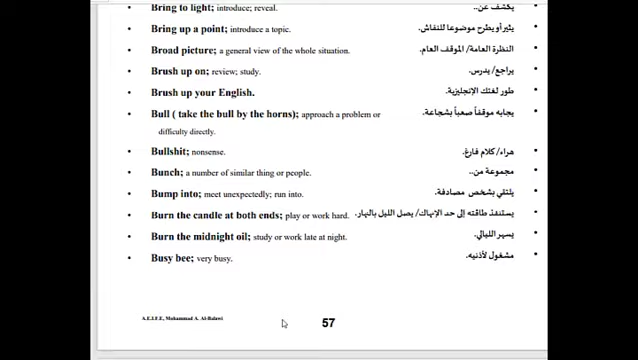 Bring to light; introduce; reveal. يكشف عن..
Bring up a point; introduce a topic. يثير أو يطرح موضوعا للنقاش.
Broad picture; a general view of the whole situation. النظرة العامة/ الموقف العام.
Brush up on; review; study. يراجع/ يدرس.
Brush up your English. طور لغتك الإنجليزية.
Bull ( take the bull by the horns); approach a problem or يجابه موقفاً صعباً بشجاعة.
difficulty directly.
Bullshit; nonsense. هراء/ كلام فارغ.
Bunch; a number of similar thing or people. مجموعة من..
Bump into; meet unexpectedly; run into. يلتقي بشخص مصادفة.
Burn the candle at both ends; play or work hard. يستنفذ طاقته إلى حد الإنهاك/ يصل الليل بالنهار.
Burn the midnight oil; study or work late at night. يسهر الليالي.
Busy bee; very busy. مشغول لأذنيه.
A.E.I.F.E, Mohammad A. Al-Balawi
57